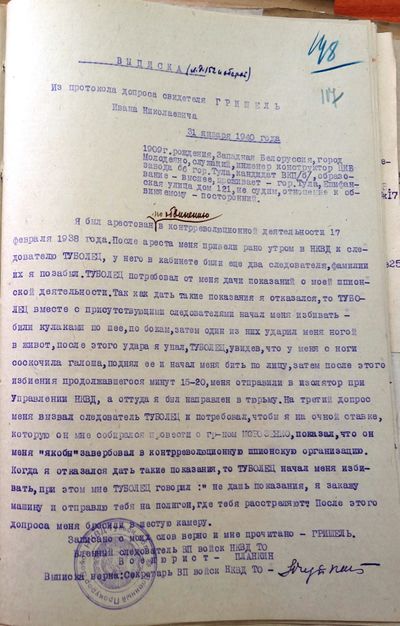 148
117
ВЫПИСКА (л.д. 152 и оборот)
Из протокола допроса свидетеля ГРИШЕЛЬ
Ивана Николаевича
31 января 1940 года
1909г.рождения, Западная Белоруссия, город
Молодечно, служащий, инженер конструктор НКВ
Завода 66 гор.Тула, кандидат ВКП/б/, образо-
вание - высшее, проживает - гор.Тула, Епифан-
ская улица дом 121, не судим, отношение к об-
виняемому - посторонний.
по обвинению
Я был арестован в контрреволюционной деятельности 17
февраля 1938 года. После ареста меня привели рано утром в НКВД к сле-
дователю ТУБОЛЕЦ, у него в кабинете были еще два следователя, фамилии
их я позабыл. ТУБОЛЕЦ потребовал от меня дачи показаний о моей шпион-
ской деятельности. Так как дать такие показания я отказался, то ТУБО-
ЛЕЦ вместе с присутствующими следователями начал меня избивать -
били кулаками по шее, по бокам, затем один из них ударил меня ногой
в живот, после этого удара я упал, ТУБОЛЕЦ, увидев, что у меня с ноги
соскочила галоша, поднял ее и начал меня бить по лицу, затем после этого
избиения продолжавшегося минут 15-20, меня отправили в изолятор при
Управлении НКВД, а оттуда я был направлен в тюрьму. На третий допрос
меня вызвал следователь ТУБОЛЕЦ и потребовал, чтобы я на очной ставке,
которую он мне собирался провести с гр-ном показал, что он
меня "якобы" завербовал в контрреволюционную шпионскую организацию.
Когда я отказался дать такие показания, то ТУБОЛЕЦ начал меня изби-
вать, при этом мне ТУБОЛЕЦ говорил :" Не дашь показания, я закажу
машину и отправлю тебя на полигон, где тебя расстреляют? После этого
допроса меня бросили в шестую камеру.
Записано с моих слов верно и мне прочитано - ГРИШЕЛЬ.
Военный следователь ВП войск НКВД ТО
Военюрист - ПЛАНКИН
Выписка верна: Секретарь ВП войск НКВД ТО -